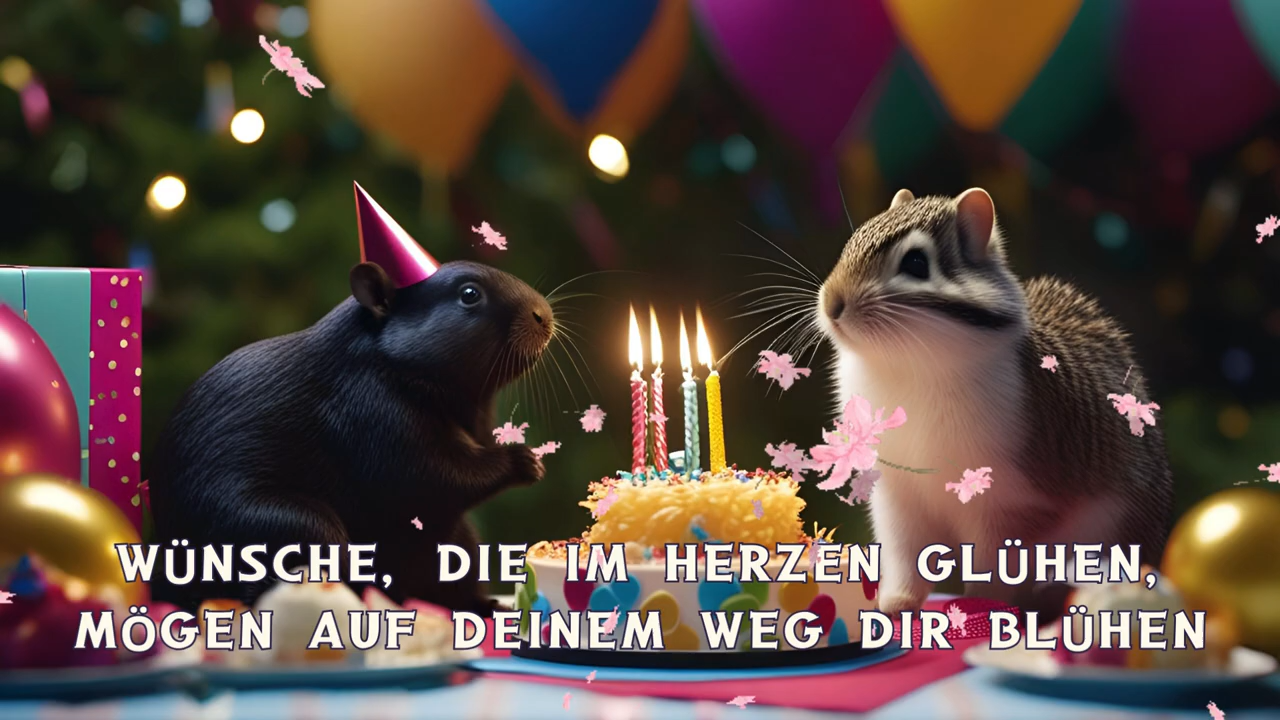 WÜNSCHE, DIE IM HERZEN GLÜHEN,
MÖGEN AUF DEINEM WEG DIR BLÜHEN